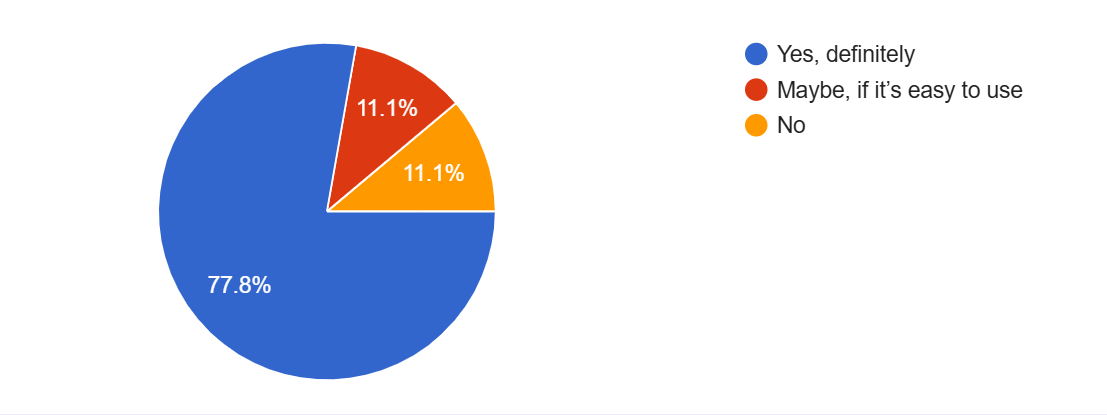 Yes, definitely
Maybe, if it’s easy to use
No
11.1%
11.1%
77.8%